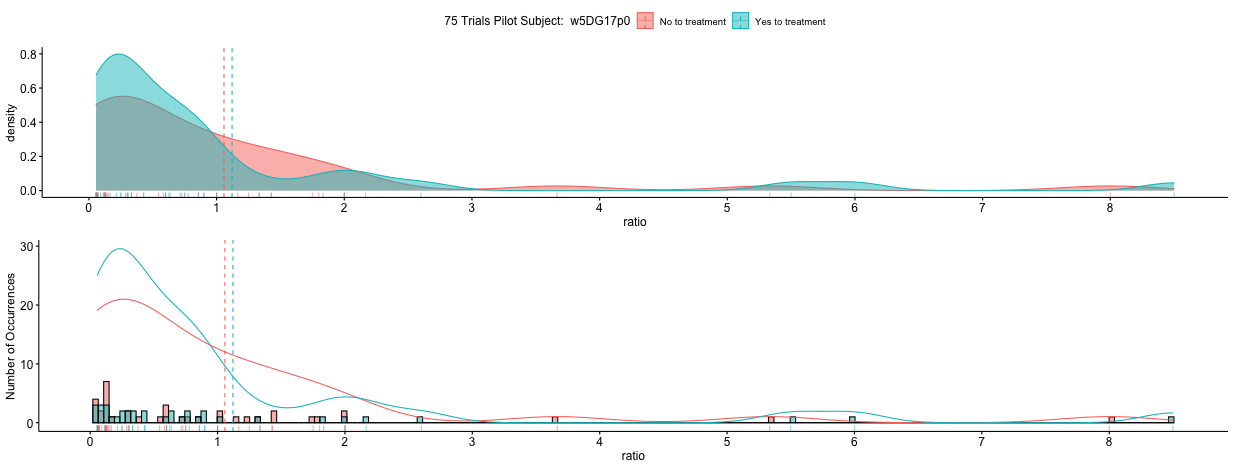 75 Trials Pilot Subject: w5DG17p0 No to treatment Yes to treatment
density
0.8
0.6
0.4
0.2
0.0
0 1 2 3 4 5 6 7 8
ratio
Number of Occurrences
30
20
10
0
0 1 2 3 4 5 6 7 8
ratio